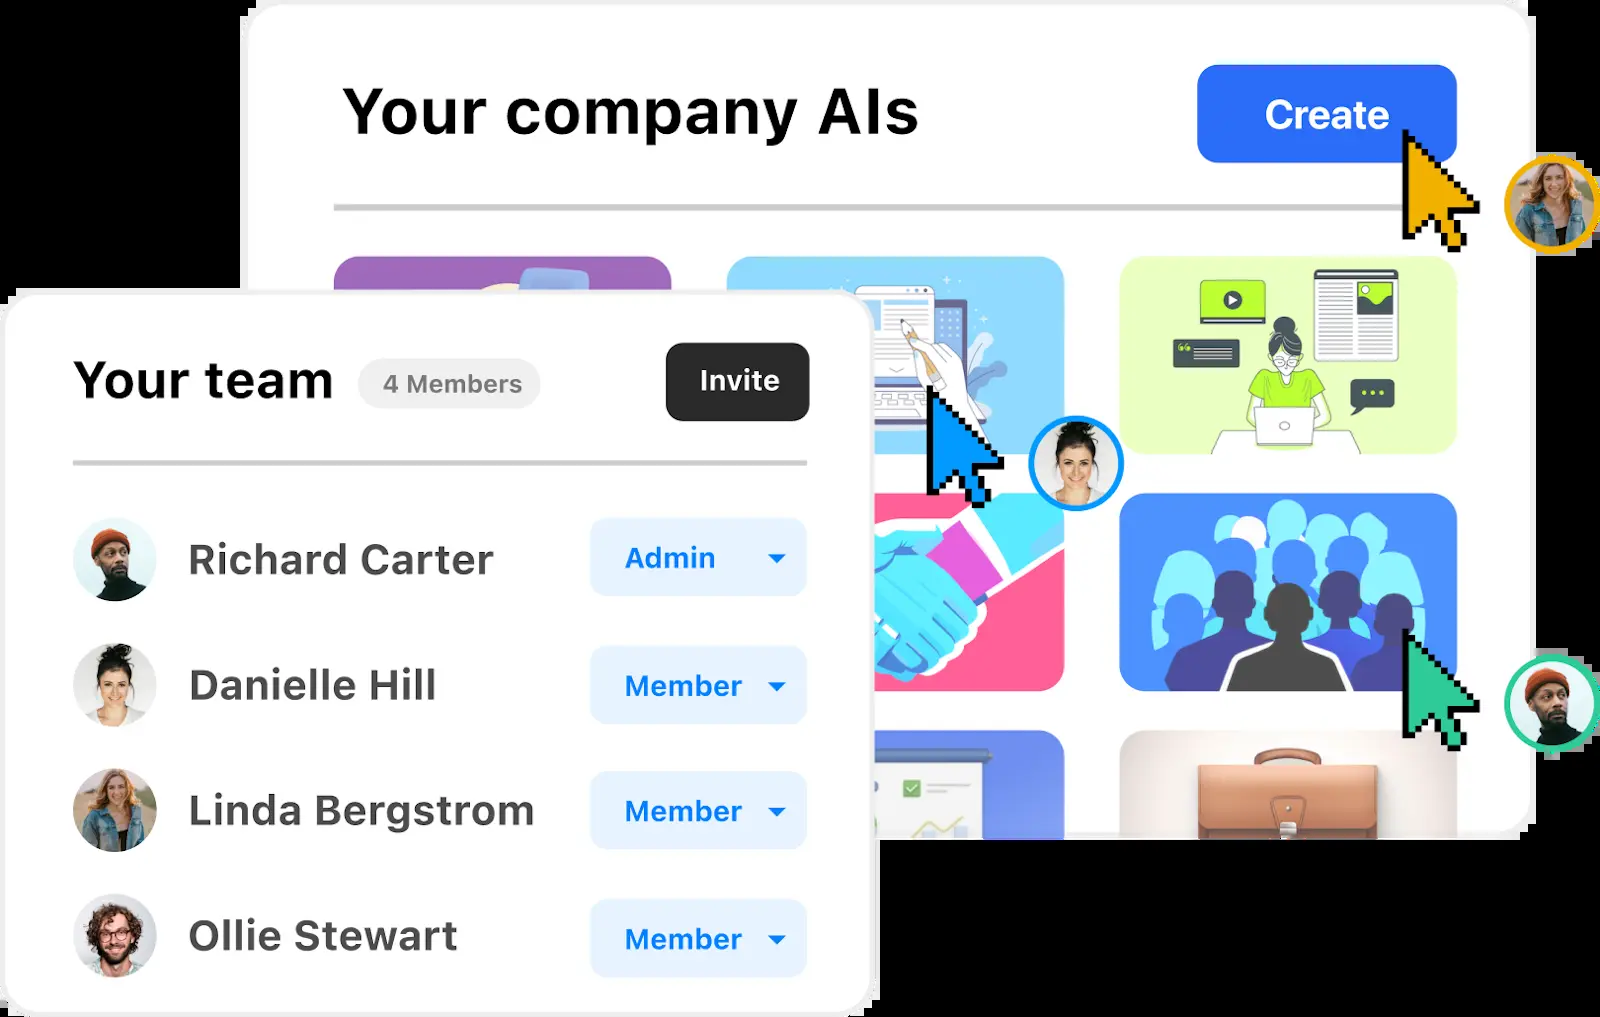 Your company AIs
Create
Your team
4 Members
Invite
Richard Carter
Admin
Danielle Hill
Member
Linda Bergstrom
Member
Ollie Stewart
Member